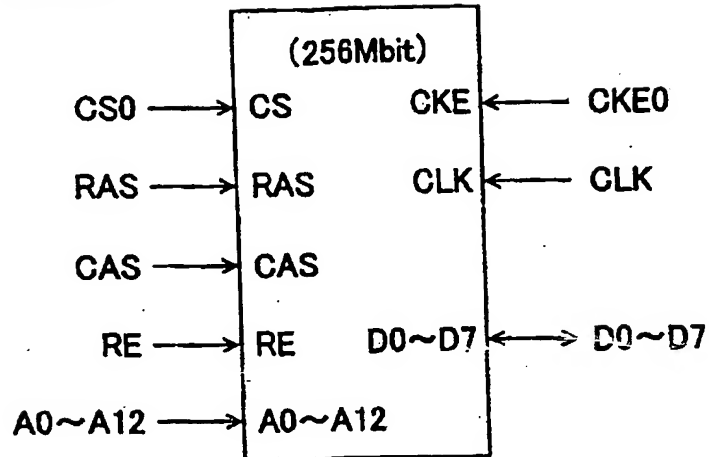 (256Mbit)
CS0 CS CKE CKE0
RAS RAS CLK CLK
CAS CAS
RE RE D0~D7 D0~D7
A0~A12 A0~A12